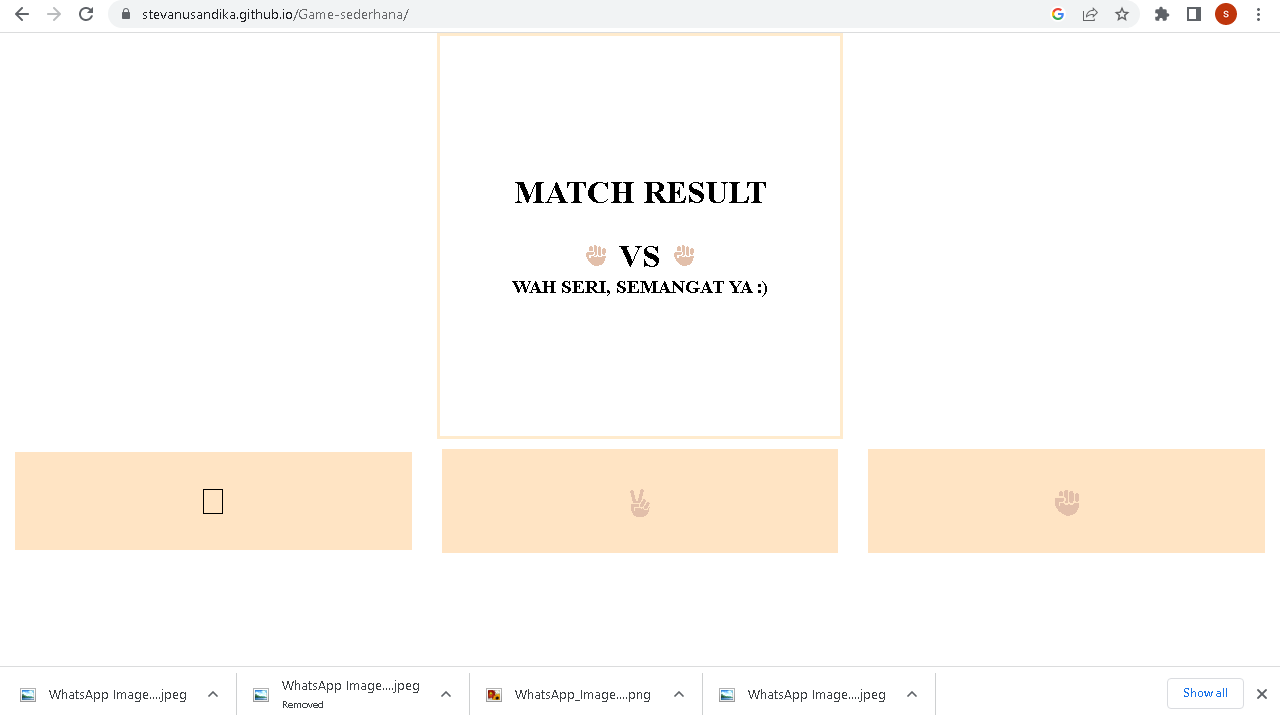 stevanusandika.github.io/Game-sederhana/
S
MATCH RESULT
✊ VS ✊
WAH SERI, SEMANGAT YA :)
WhatsApp Image....jpeg
WhatsApp Image....jpeg
Removed
WhatsApp_Image....png
WhatsApp Image....jpeg
Show all